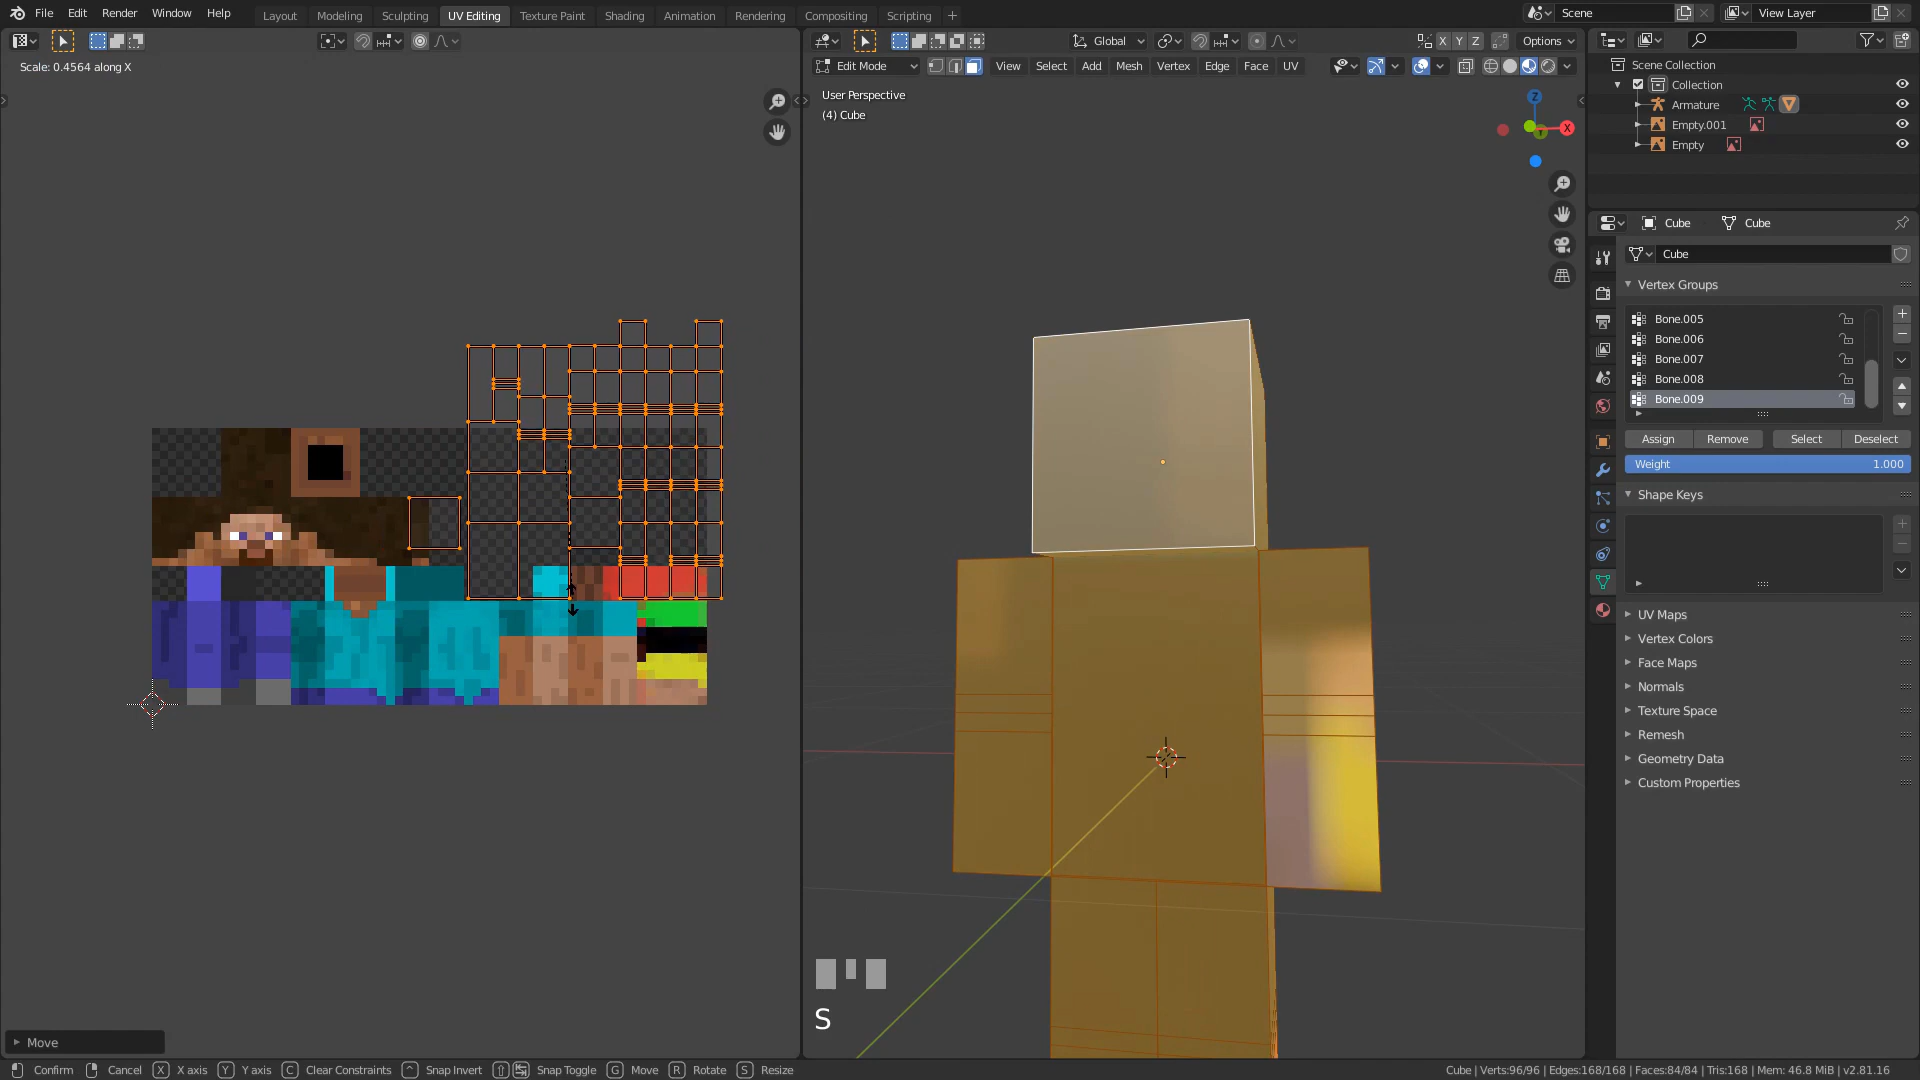 File Edit Render Window Help
Layout Modeling Sculpting UV Editing Texture Paint Shading Animation Rendering Compositing Scripting +
Scene
View Layer
Global
X Y Z
Options
Scale: 0.4564 along X
Edit Mode
View Select Add Mesh Vertex Edge Face UV
User Perspective
(4) Cube
Z
X
Scene Collection
Collection
Armature
Empty.001
Empty
Cube
Cube
Cube
Vertex Groups
Bone.005
Bone.006
Bone.007
Bone.008
Bone.009
Assign Remove Select Deselect
Weight 1.000
Shape Keys
UV Maps
Vertex Colors
Face Maps
Normals
Texture Space
Remesh
Geometry Data
Custom Properties
S
Move
Confirm Cancel X X axis Y Y axis C Clear Constraints ^ Snap Invert Snap Toggle G Move R Rotate S Resize
Cube | Verts:96/96 | Edges:168/168 | Faces:84/84 | Tris:168 | Mem: 46.8 MiB | v2.81.16